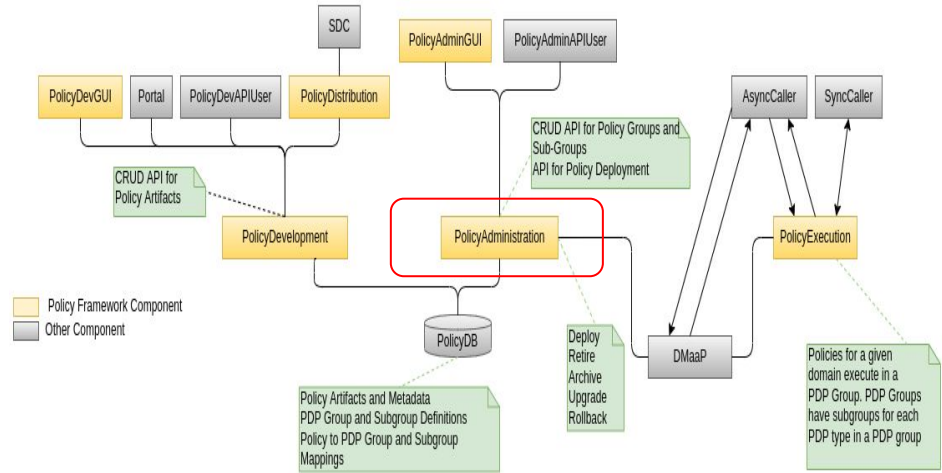 SDC
PolicyAdminGUI
PolicyAdminAPIUser
PolicyDevGUI
Portal
PolicyDevAPIUser
PolicyDistribution
AsyncCaller
SyncCaller
CRUD API for Policy Groups and
Sub-Groups
API for Policy Deployment
CRUD API for
Policy Artifacts
PolicyDevelopment
PolicyAdministration
PolicyExecution
Policy Framework Component
Other Component
PolicyDB
Deploy
Retire
Archive
Upgrade
Rollback
DMaaP
Policies for a given
domain execute in a
PDP Group. PDP Groups
have subgroups for each
PDP type in a PDP group
Policy Artifacts and Metadata
PDP Group and Subgroup Definitions
Policy to PDP Group and Subgroup
Mappings